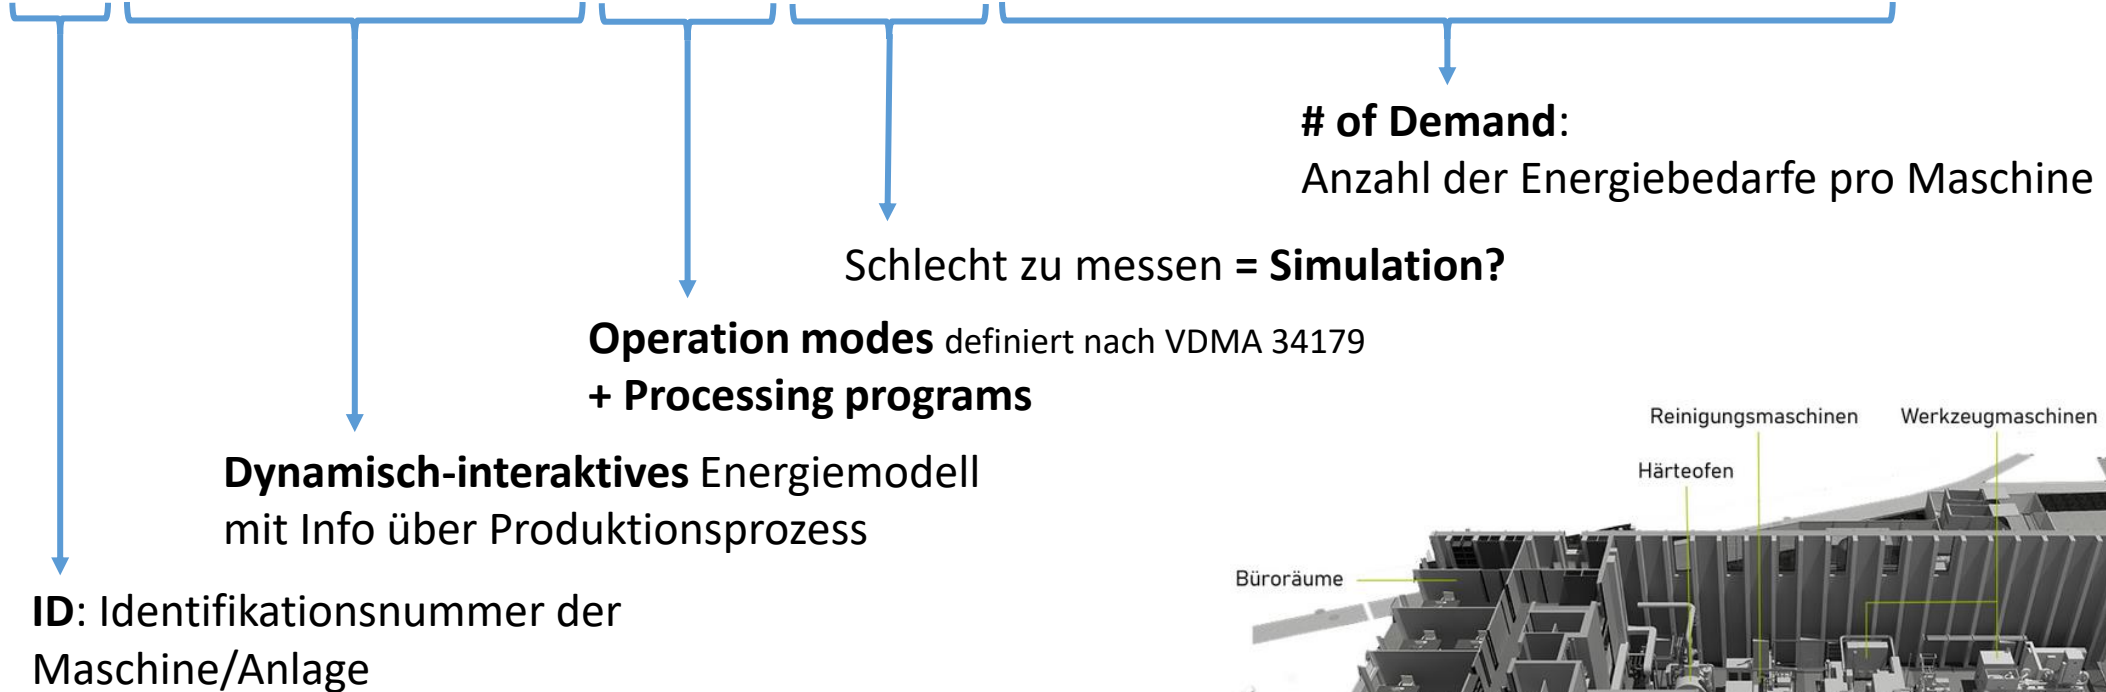 # of Demand:
Anzahl der Energiebedarfe pro Maschine
Schlecht zu messen = Simulation?
Operation modes definiert nach VDMA 34179
+ Processing programs
Dynamisch-interaktives Energiemodell
mit Info über Produktionsprozess
ID: Identifikationsnummer der
Maschine/Anlage
Reinigungsmaschinen
Werkzeugmaschinen
Härteofen
Büroräume